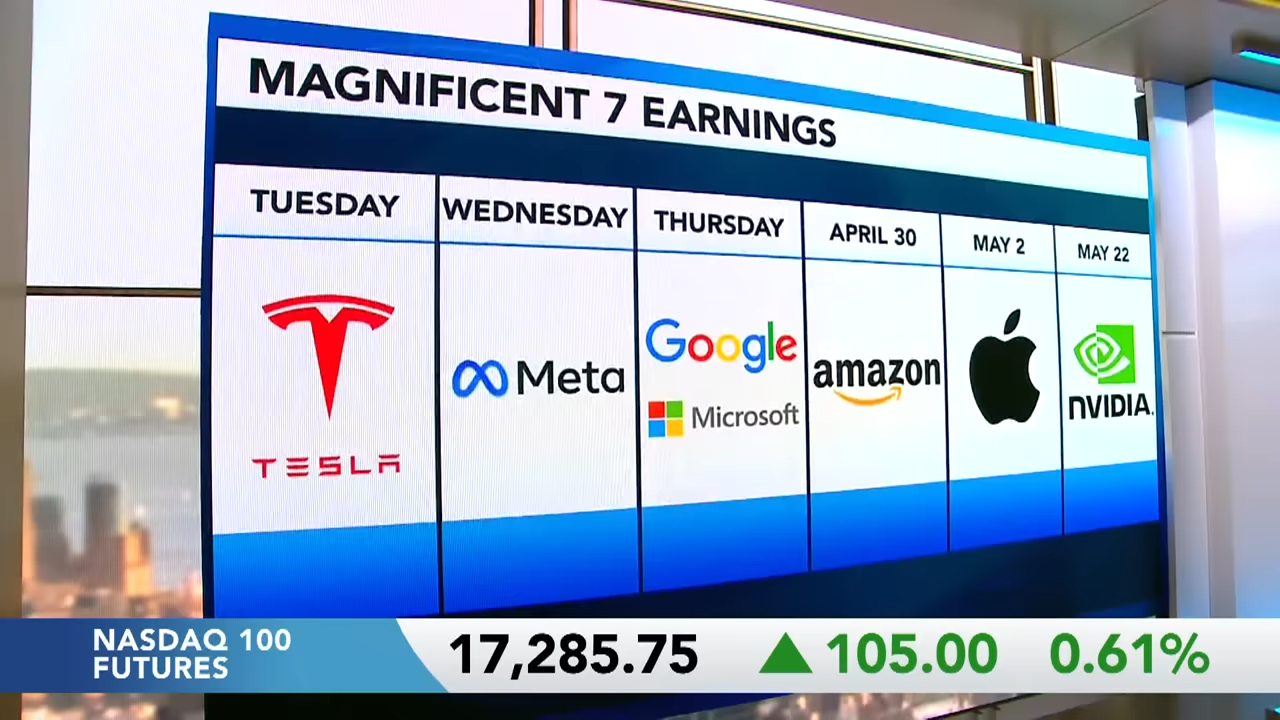 MAGNIFICENT 7 EARNINGS
TUESDAY
WEDNESDAY
THURSDAY
APRIL 30
MAY 2
MAY 22
TESLA
Meta
Google
Microsoft
amazon
NVIDIA.
NASDAQ 100
FUTURES
17,285.75
▲ 105.00
0.61%